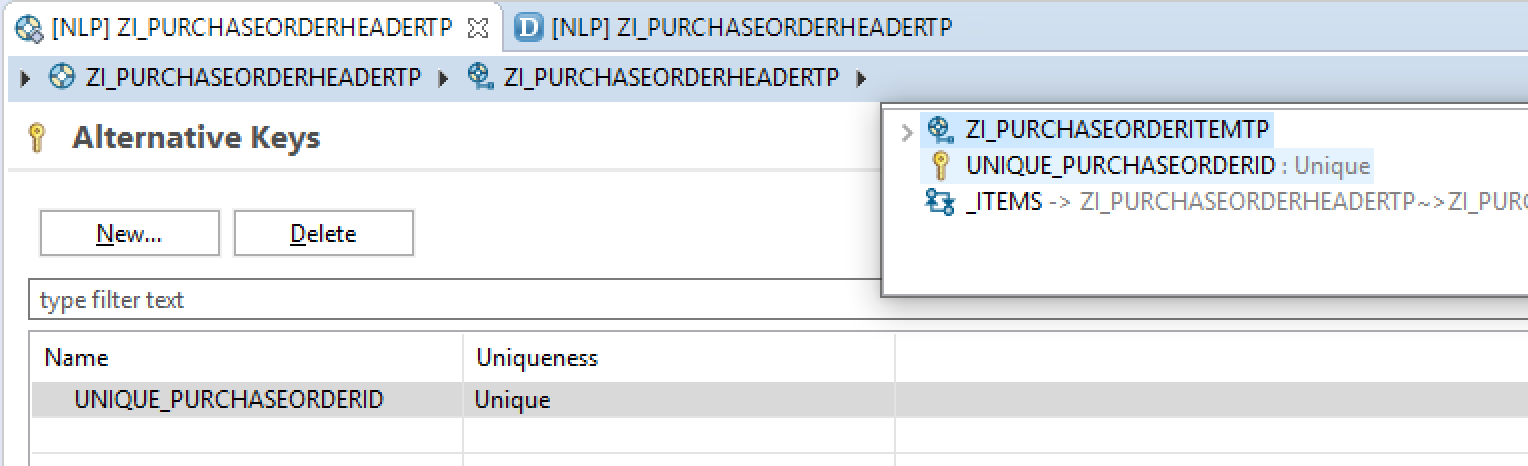 [NLP] ZI_PURCHASEORDERHEADERTP
D [NLP] ZI_PURCHASEORDERHEADERTP
ZI_PURCHASEORDERHEADERTP ZI_PURCHASEORDERHEADERTP
Alternative Keys
ZI_PURCHASEORDERITEMTP
UNIQUE_PURCHASEORDERID : Unique
_ITEMS -> ZI_PURCHASEORDERHEADERTP~>ZI_PURC
New... Delete
type filter text
Name Uniqueness
UNIQUE_PURCHASEORDERID Unique